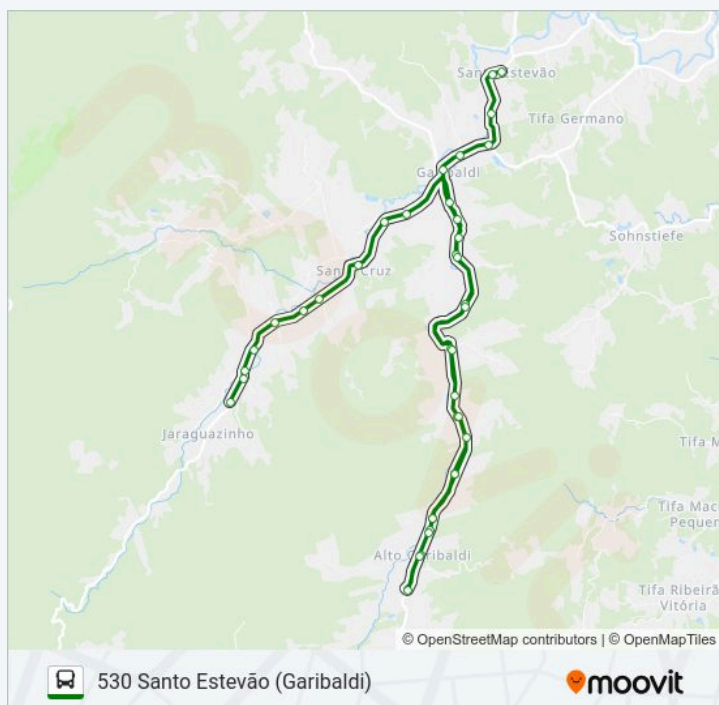 Santo Estevão
Tifa Germano
Garibaldi
Sohnstiefe
Santa Cruz
Jaraguazinho
Tifa M
Tifa Mac
Pequen
Alto Garibaldi
Tifa Ribeirã
Vitória
© OpenStreetMap contributors | © OpenMapTiles
530 Santo Estevão (Garibaldi)
moovit